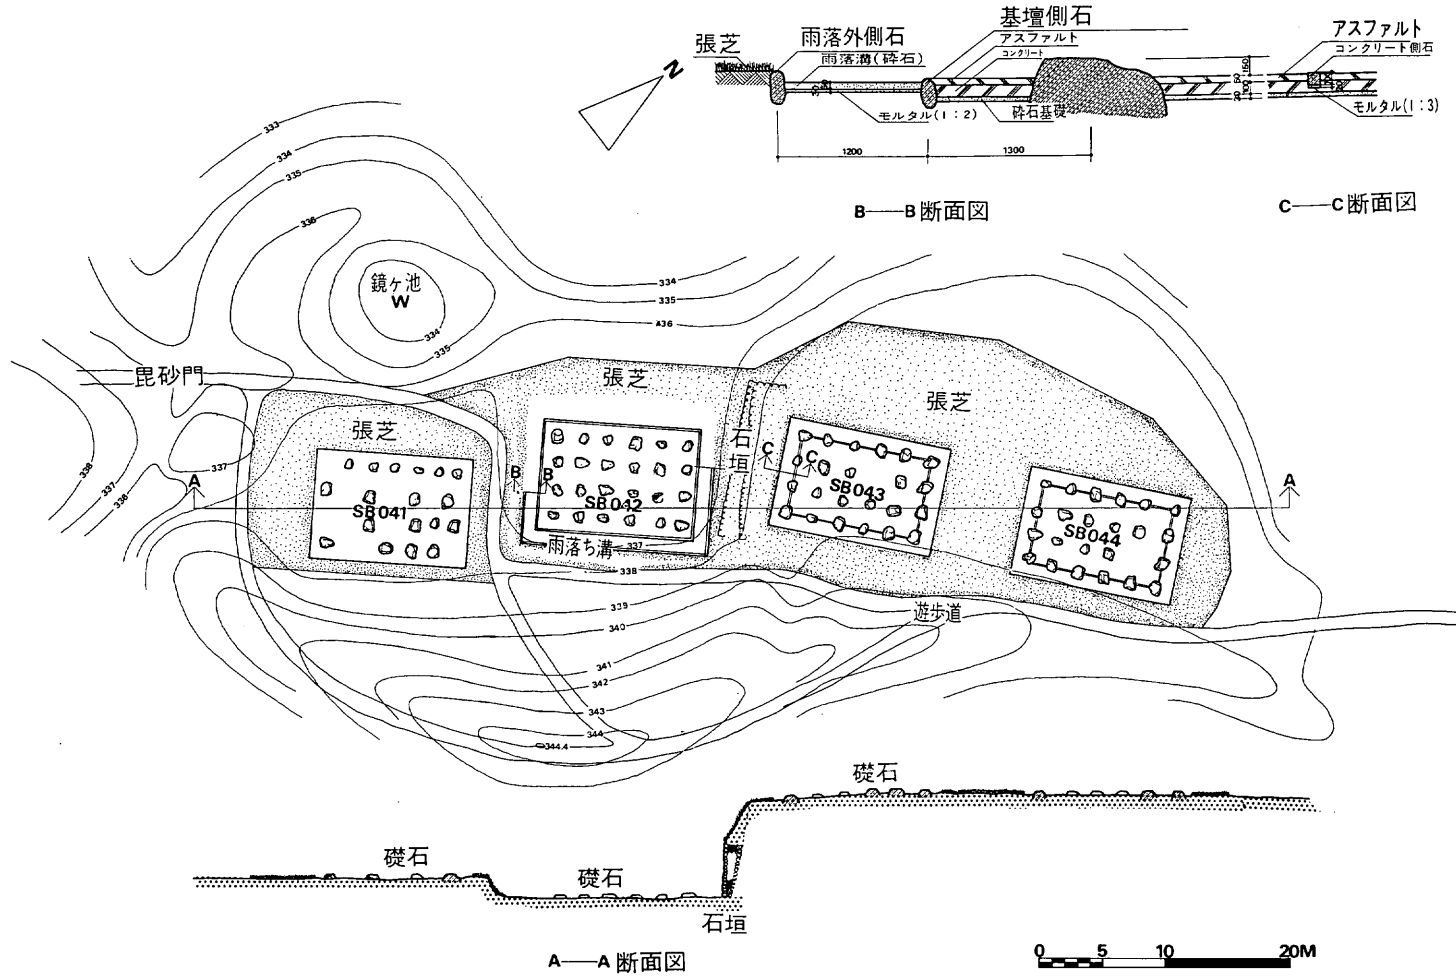 張芝
雨落外側石
雨落溝(砕石)
基壇側石
アスファルト
コンクリート
アスファルト
コンクリート側石
モルタル(1:2)
砕石基礎
モルタル(1:3)
1200
1300
B——B断面図
C——C断面図
N
333
334
335
336
鏡ヶ池
W
334
335
334
335
336
毘沙門
張芝
張芝
張芝
石垣
338
337
338
337
A
A
B
B
C
C
SB041
SB042
SB043
SB044
雨落ち溝
337
338
339
340
341
342
343
344
344.4
遊歩道
礎石
礎石
礎石
石垣
A——A断面図
0 5 10 20M